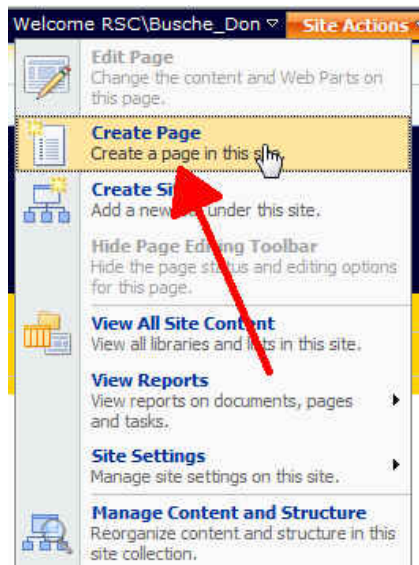 Welcome RSC\Busche_Don Site Actions
Edit Page
Change the content and Web Parts on
this page.
Create Page
Create a page in this
Create
Add a new under this site.
Hide Page Editing Toolbar
Hide the page status and editing options
for this page.
View All Site Content
View all libraries and lists in this site.
View Reports
View reports on documents, pages
and tasks.
Site Settings
Manage site settings on this site.
Manage Content and Structure
Reorganize content and structure in this
site collection.